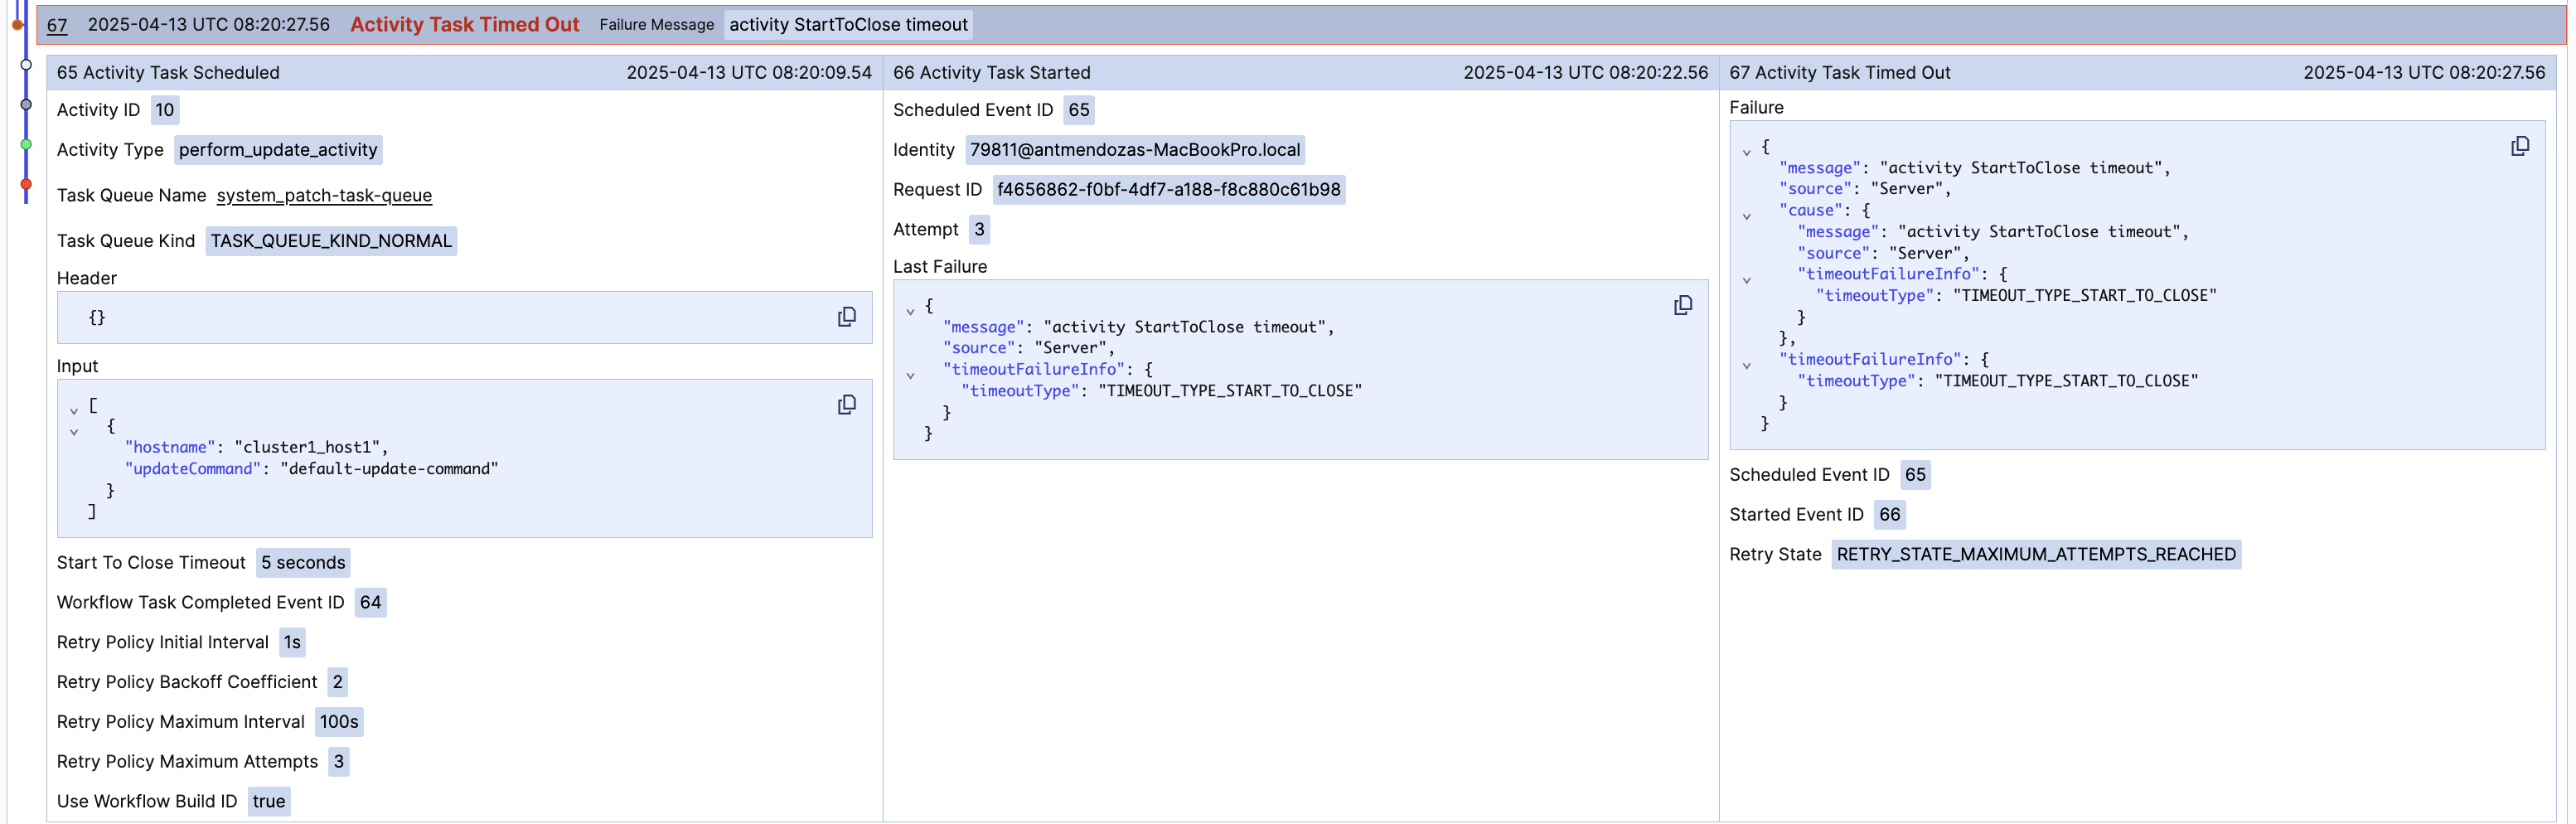 67 2025-04-13 UTC 08:20:27.56 Activity Task Timed Out Failure Message activity StartToClose timeout
65 Activity Task Scheduled 2025-04-13 UTC 08:20:09.54
Activity ID 10
Activity Type perform_update_activity
Task Queue Name system_patch-task-queue
Task Queue Kind TASK_QUEUE_KIND_NORMAL
Header
{}
Input
[
{
"hostname": "cluster1_host1",
"updateCommand": "default-update-command"
}
]
Start To Close Timeout 5 seconds
Workflow Task Completed Event ID 64
Retry Policy Initial Interval 1s
Retry Policy Backoff Coefficient 2
Retry Policy Maximum Interval 100s
Retry Policy Maximum Attempts 3
Use Workflow Build ID true
66 Activity Task Started 2025-04-13 UTC 08:20:22.56
Scheduled Event ID 65
Identity 79811@antmendozas-MacBookPro.local
Request ID f4656862-f0bf-4df7-a188-f8c880c61b98
Attempt 3
Last Failure
{
"message": "activity StartToClose timeout",
"source": "Server",
"timeoutFailureInfo": {
"timeoutType": "TIMEOUT_TYPE_START_TO_CLOSE"
}
}
67 Activity Task Timed Out 2025-04-13 UTC 08:20:27.56
Failure
{
"message": "activity StartToClose timeout",
"source": "Server",
"cause": {
"message": "activity StartToClose timeout",
"source": "Server",
"timeoutFailureInfo": {
"timeoutType": "TIMEOUT_TYPE_START_TO_CLOSE"
}
},
"timeoutFailureInfo": {
"timeoutType": "TIMEOUT_TYPE_START_TO_CLOSE"
}
}
Scheduled Event ID 65
Started Event ID 66
Retry State RETRY_STATE_MAXIMUM_ATTEMPTS_REACHED